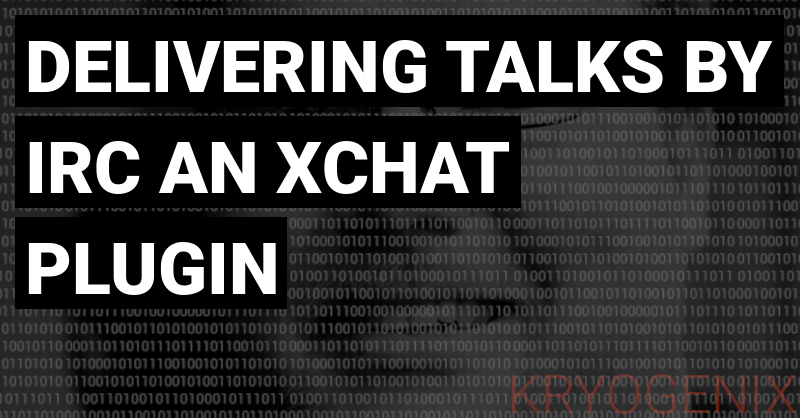 DELIVERING TALKS BY
IRC AN XCHAT
PLUGIN
KRYOGENIX